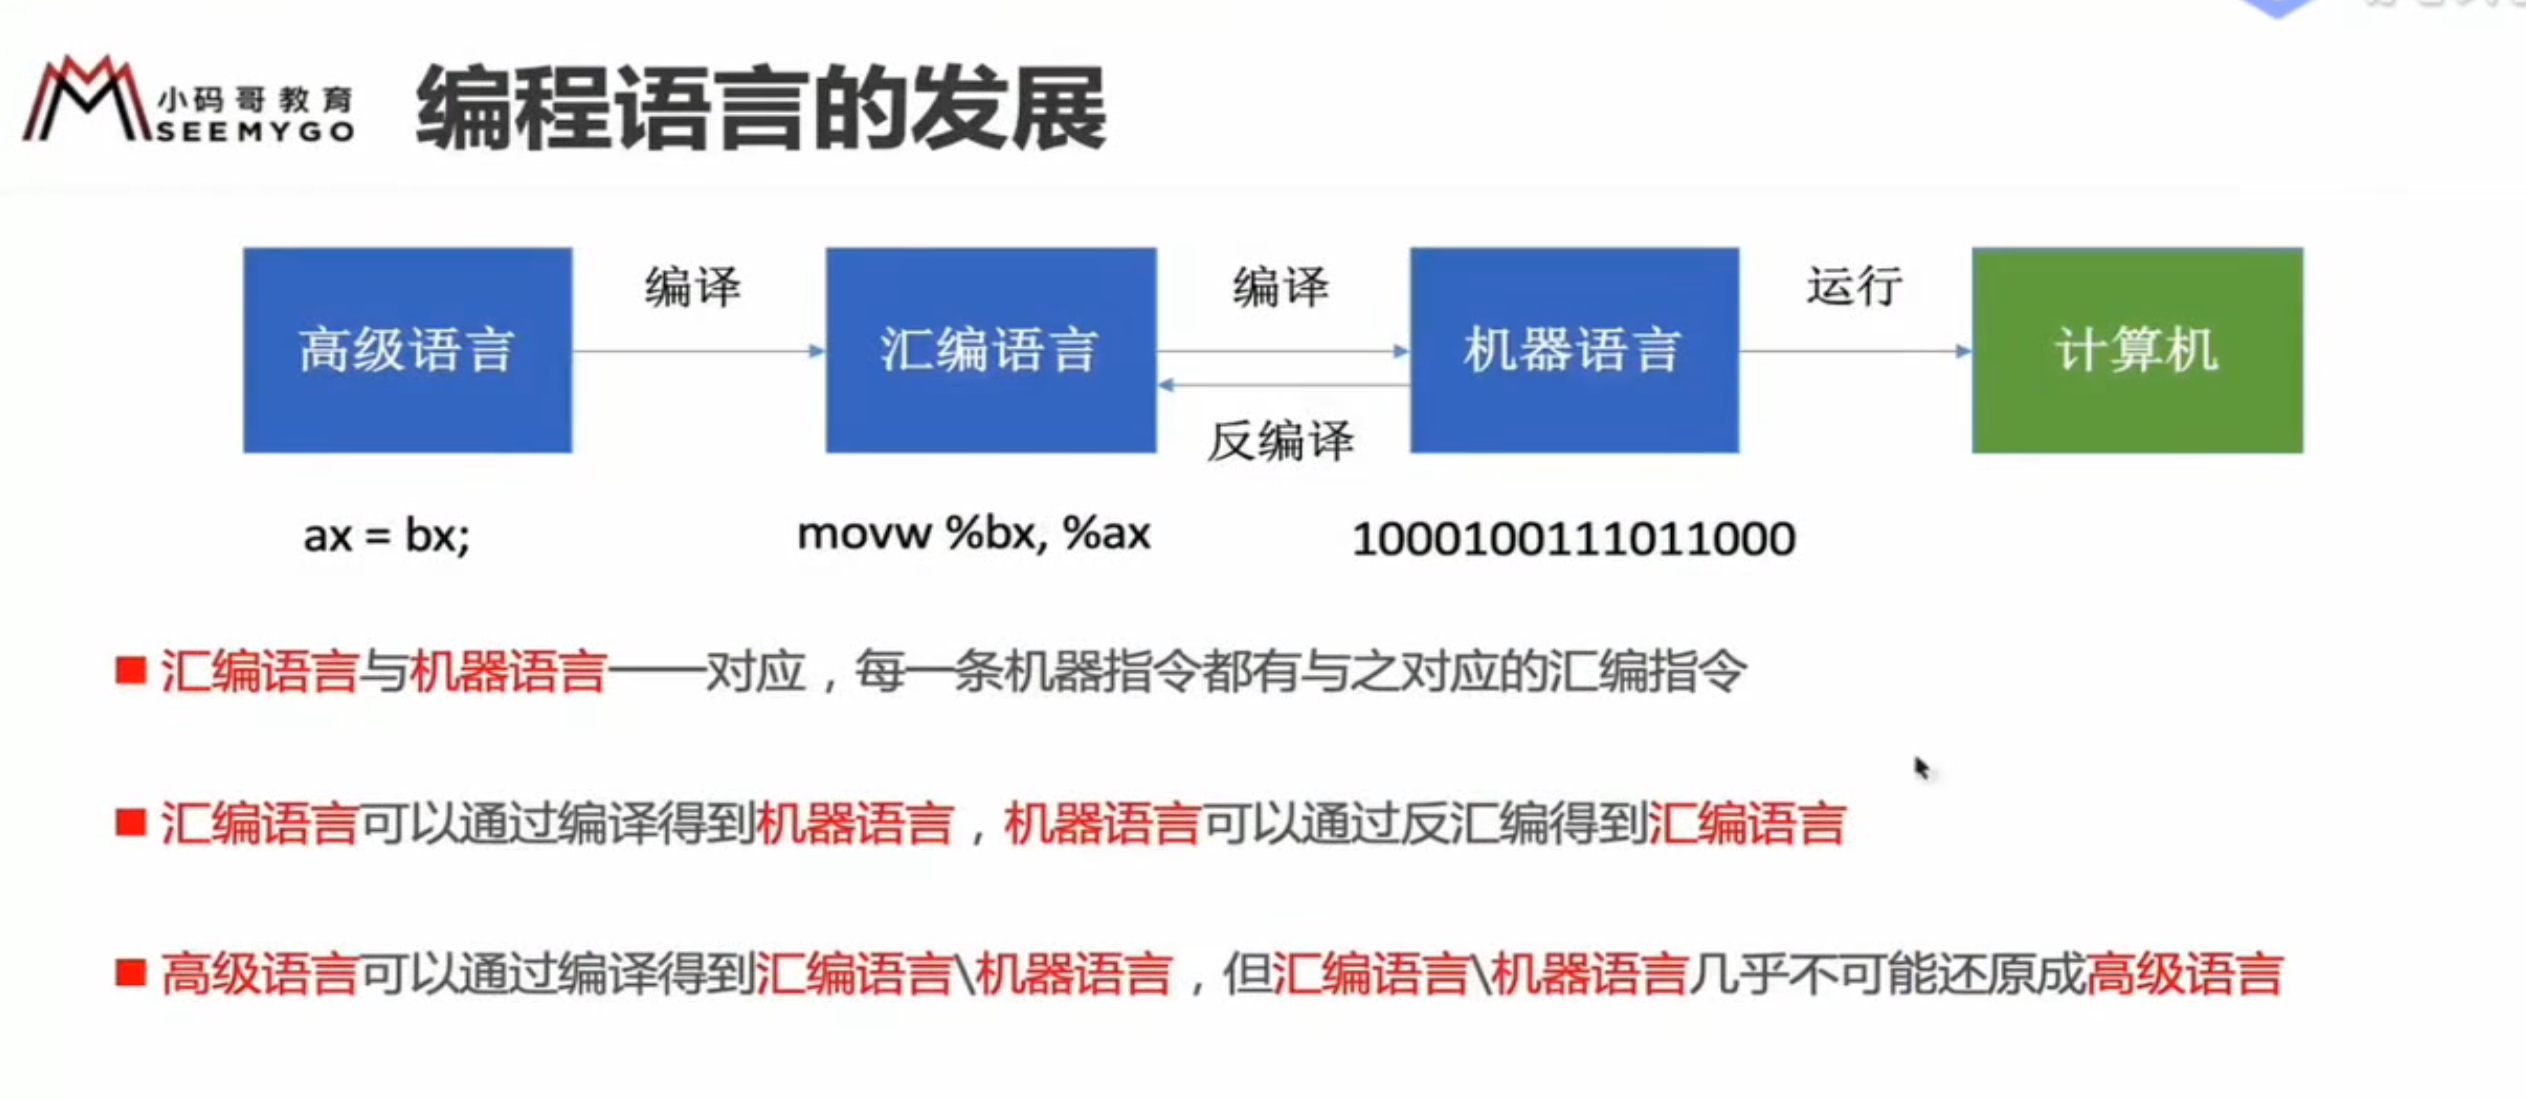 小码哥教育
SEEMYGO
编程语言的发展
高级语言
编译
汇编语言
编译
反编译
机器语言
运行
计算机
ax = bx;
movw %bx, %ax
1000100111011000
汇编语言与机器语言一一对应，每一条机器指令都有与之对应的汇编指令
汇编语言可以通过编译得到机器语言，机器语言可以通过反汇编得到汇编语言
高级语言可以通过编译得到汇编语言\机器语言，但汇编语言\机器语言几乎不可能还原成高级语言